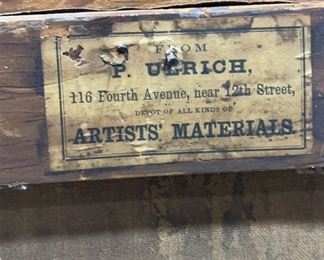 FROM
P. ULRICH,
116 Fourth Avenue, near 12th Street,
DEPOT OF ALL KINDS OF
ARTISTS' MATERIALS.